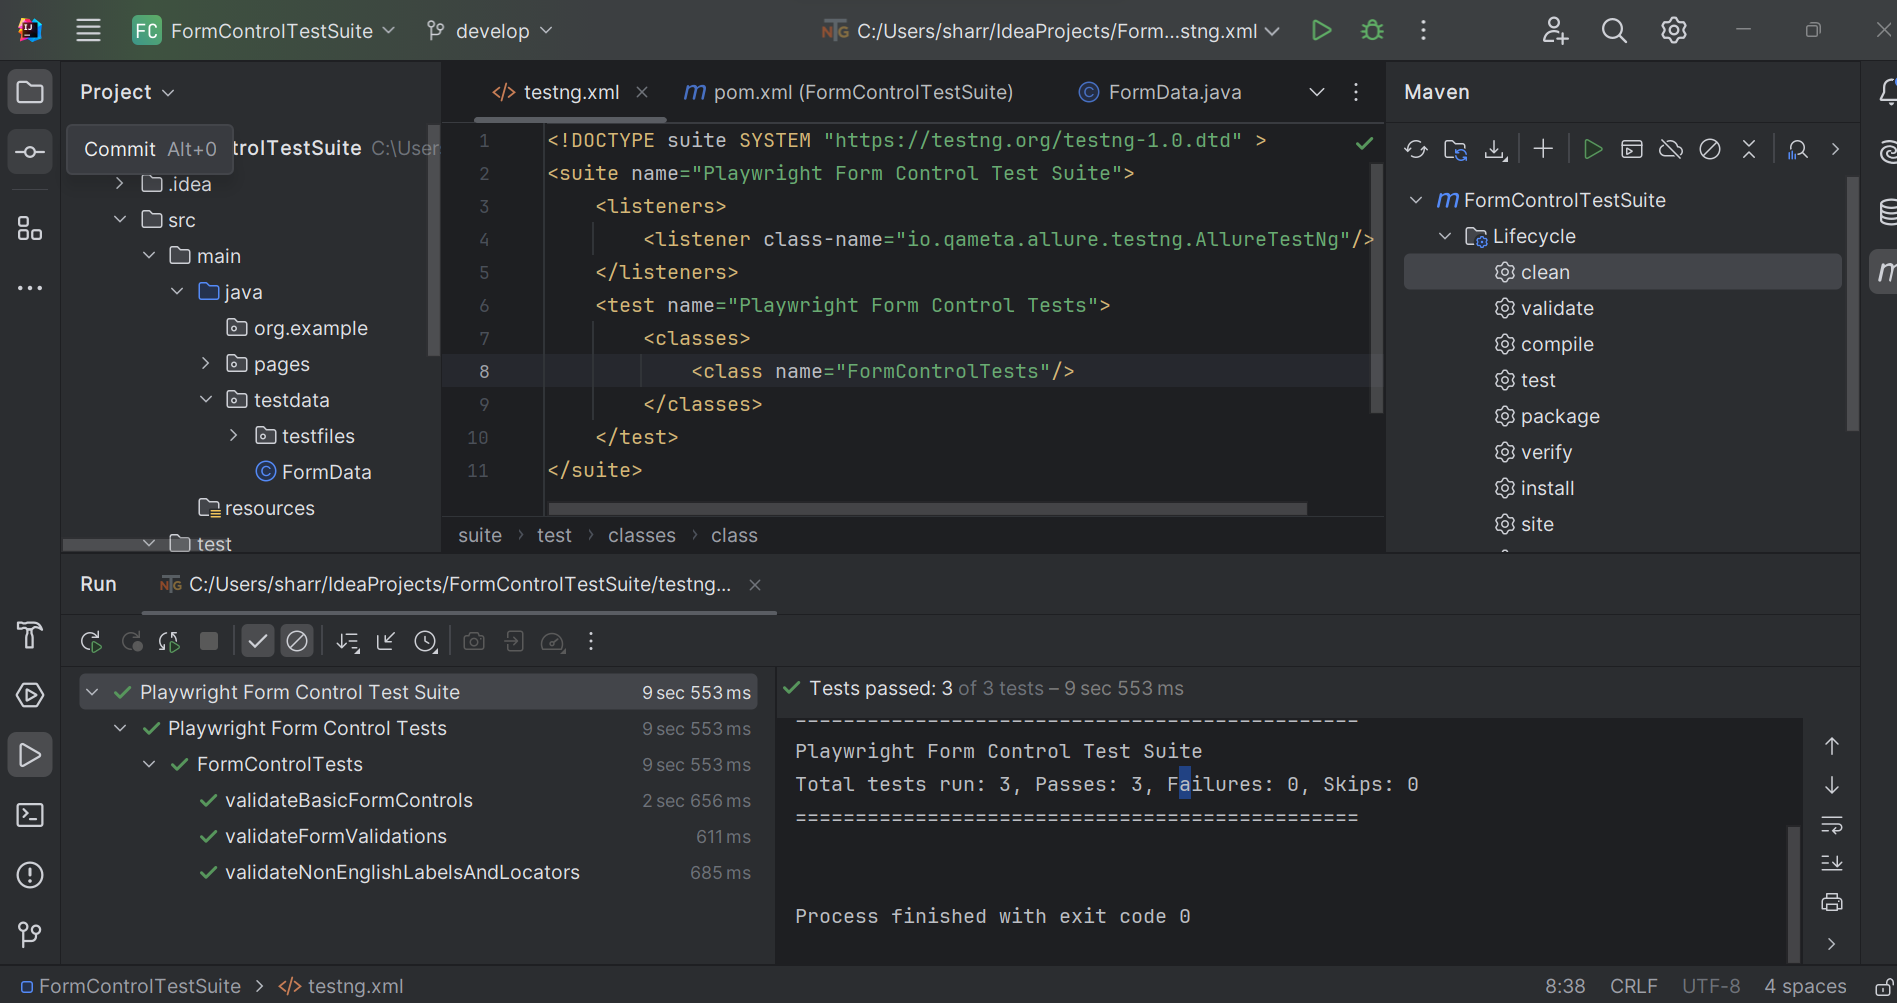 FC FormControlTestSuite develop C:/Users/sharr/IdeaProjects/Form...stng.xml
Project
Commit Alt+0
trolTestSuite C:\User
.idea
src
main
java
org.example
pages
testdata
testfiles
FormData
resources
test
testng.xml pom.xml (FormControlTestSuite) FormData.java
1 <!DOCTYPE suite SYSTEM "https://testng.org/testng-1.0.dtd" >
2 <suite name="Playwright Form Control Test Suite">
3 <listeners>
4 <listener class-name="io.qameta.allure.testng.AllureTestNg"/>
5 </listeners>
6 <test name="Playwright Form Control Tests">
7 <classes>
8 <class name="FormControlTests"/>
9 </classes>
10 </test>
11 </suite>
suite > test > classes > class
Maven
FormControlTestSuite
Lifecycle
clean
validate
compile
test
package
verify
install
site
Run C:/Users/sharr/IdeaProjects/FormControlTestSuite/testng...
Playwright Form Control Test Suite 9 sec 553 ms
Playwright Form Control Tests 9 sec 553 ms
FormControlTests 9 sec 553 ms
validateBasicFormControls 2 sec 656 ms
validateFormValidations 611 ms
validateNonEnglishLabelsAndLocators 685 ms
Tests passed: 3 of 3 tests – 9 sec 553 ms
===============================================
Playwright Form Control Test Suite
Total tests run: 3, Passes: 3, Failures: 0, Skips: 0
===============================================
Process finished with exit code 0
FormControlTestSuite > testng.xml 8:38 CRLF UTF-8 4 spaces